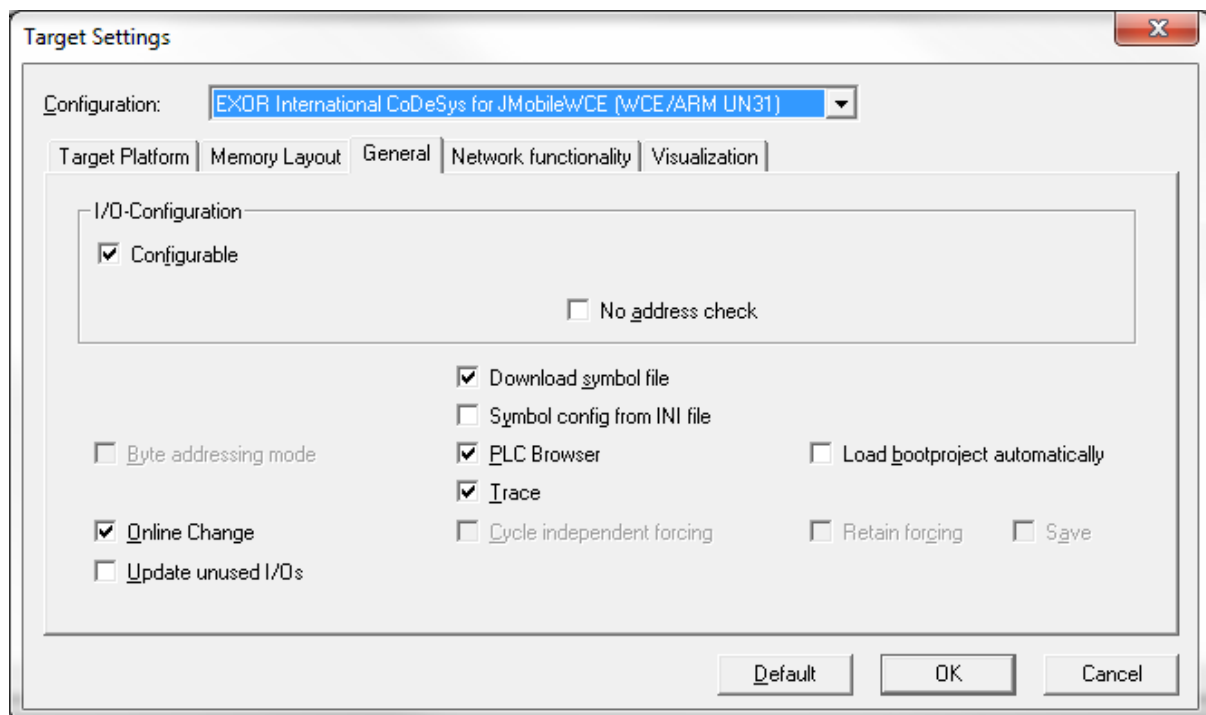 Target Settings
Configuration: EXOR International CoDeSys for JMobileWCE (WCE/ARM UN31)
Target Platform Memory Layout General Network functionality Visualization
I/O-Configuration
Configurable
No address check
Download symbol file
Symbol config from INI file
Byte addressing mode PLC Browser Load bootproject automatically
Trace
Online Change Cycle independent forcing Retain forcing Save
Update unused I/Os
Default OK Cancel